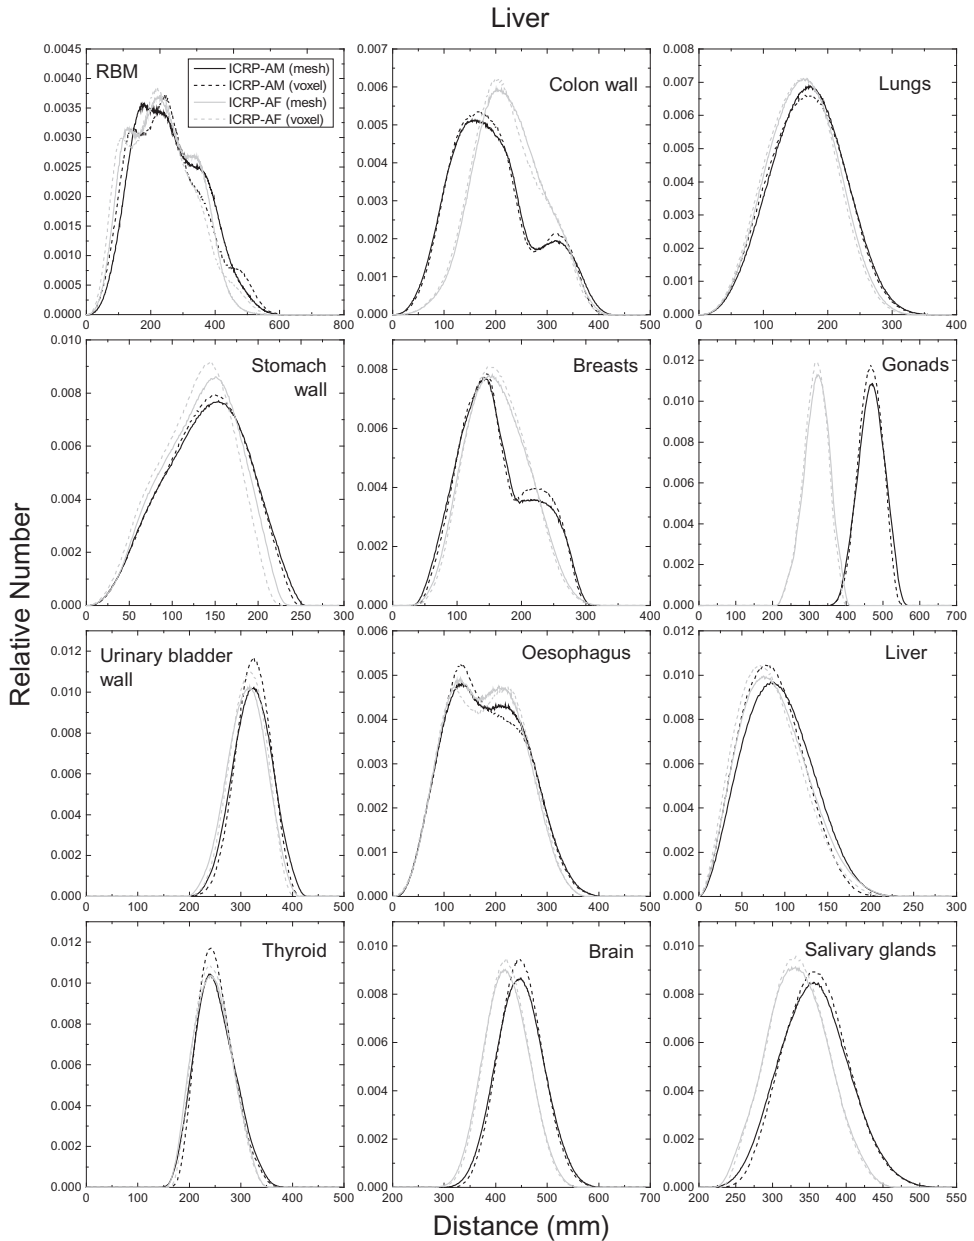 Liver
RBM
ICRP-AM (mesh)
ICRP-AM (voxel)
ICRP-AF (mesh)
ICRP-AF (voxel)
0.0045
0.0040
0.0035
0.0030
0.0025
0.0020
0.0015
0.0010
0.0005
0.0000
0 200 400 600 800
Colon wall
0.007
0.006
0.005
0.004
0.003
0.002
0.001
0.000
0 100 200 300 400 500
Lungs
0.008
0.007
0.006
0.005
0.004
0.003
0.002
0.001
0.000
0 100 200 300 400
Stomach
wall
0.010
0.008
0.006
0.004
0.002
0.000
0 50 100 150 200 250 300
Breasts
0.008
0.006
0.004
0.002
0.000
0 100 200 300 400
Gonads
0.012
0.010
0.008
0.006
0.004
0.002
0.000
0 100 200 300 400 500 600 700
Relative Number
Urinary bladder
wall
0.012
0.010
0.008
0.006
0.004
0.002
0.000
0 100 200 300 400 500
Oesophagus
0.006
0.005
0.004
0.003
0.002
0.001
0.000
0 100 200 300 400 500
Liver
0.012
0.010
0.008
0.006
0.004
0.002
0.000
0 50 100 150 200 250 300
Thyroid
0.012
0.010
0.008
0.006
0.004
0.002
0.000
0 100 200 300 400 500
Brain
0.010
0.008
0.006
0.004
0.002
0.000
200 300 400 500 600 700
Salivary glands
0.010
0.008
0.006
0.004
0.002
0.000
200 250 300 350 400 450 500 550
Distance (mm)